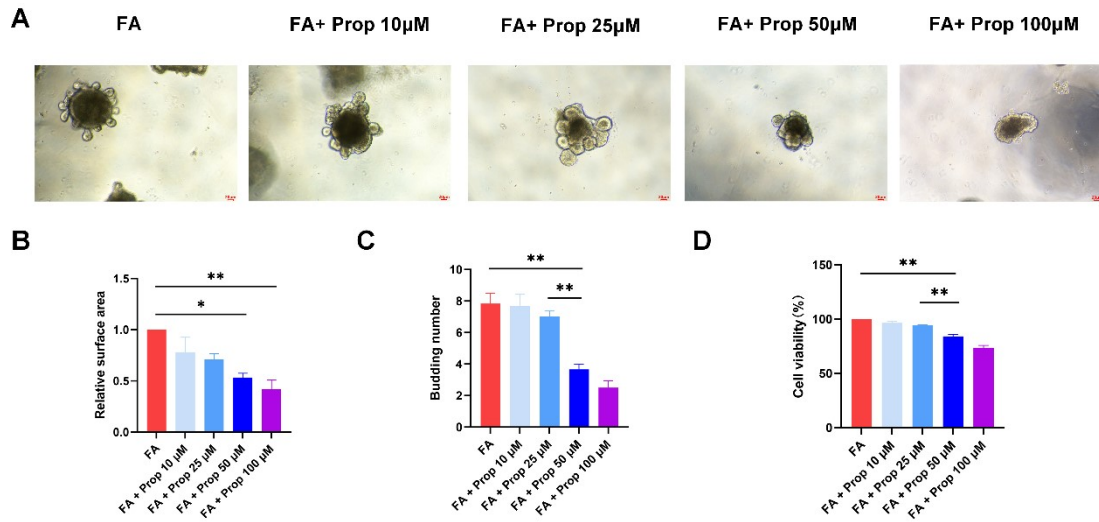 A
FA
FA+ Prop 10μM
FA+ Prop 25μM
FA+ Prop 50μM
FA+ Prop 100μM
B
Relative surface area
1.5
1.0
0.5
0.0
**
*
FA
FA + Prop 10 μM
FA + Prop 25 μM
FA + Prop 50 μM
FA + Prop 100 μM
C
Budding number
10
8
6
4
2
0
**
**
FA
FA + Prop 10 μM
FA + Prop 25 μM
FA + Prop 50 μM
FA + Prop 100 μM
D
Cell viability (%)
150
100
50
0
**
**
FA
FA + Prop 10 μM
FA + Prop 25 μM
FA + Prop 50 μM
FA + Prop 100 μM